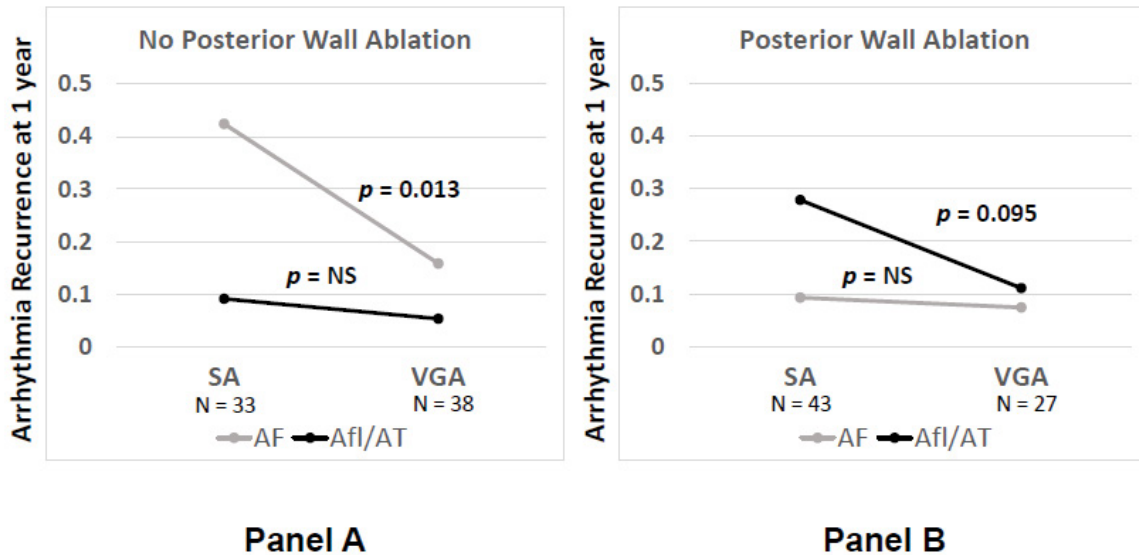 No Posterior Wall Ablation
Arrhythmia Recurrence at 1 year
0.5
0.4
0.3
0.2
0.1
0
p = 0.013
p = NS
SA
VGA
N = 33
N = 38
AF
Afl/AT
Panel A
Posterior Wall Ablation
Arrhythmia Recurrence at 1 year
0.5
0.4
0.3
0.2
0.1
0
p = 0.095
p = NS
SA
VGA
N = 43
N = 27
AF
Afl/AT
Panel B